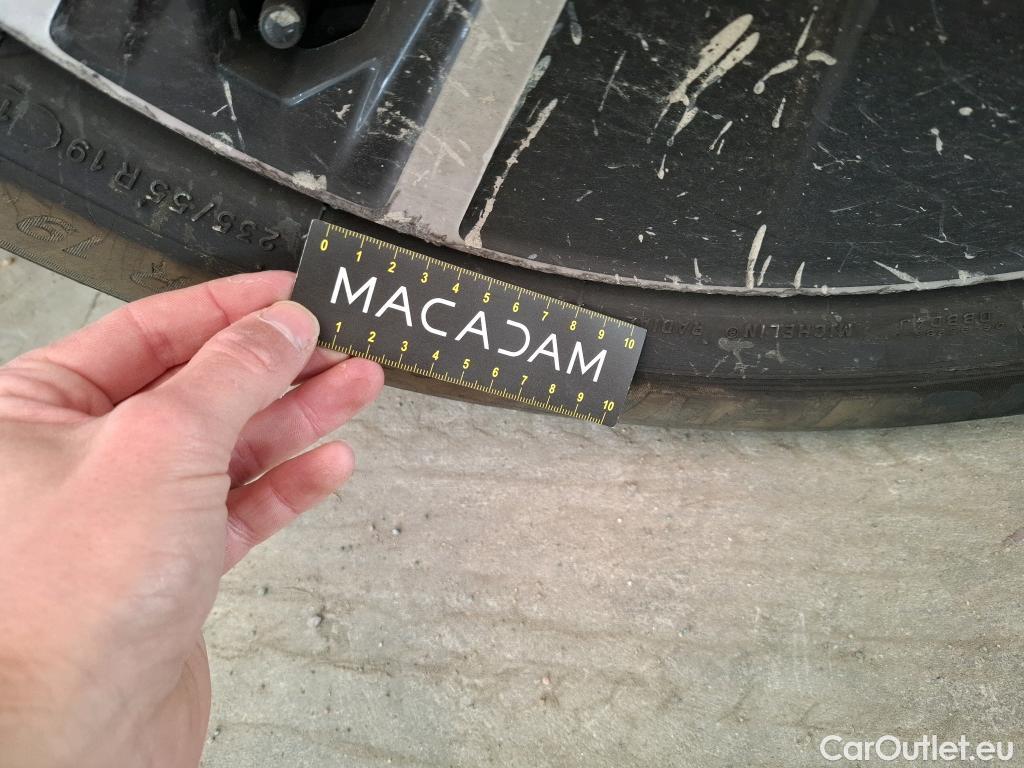 235/55 R 19
0 1 2 3 4 5 6 7 8 9 10
MACADAM
1 2 3 4 5 6 7 8 9 10
MICHELIN® RADIAL
CarOutlet.eu